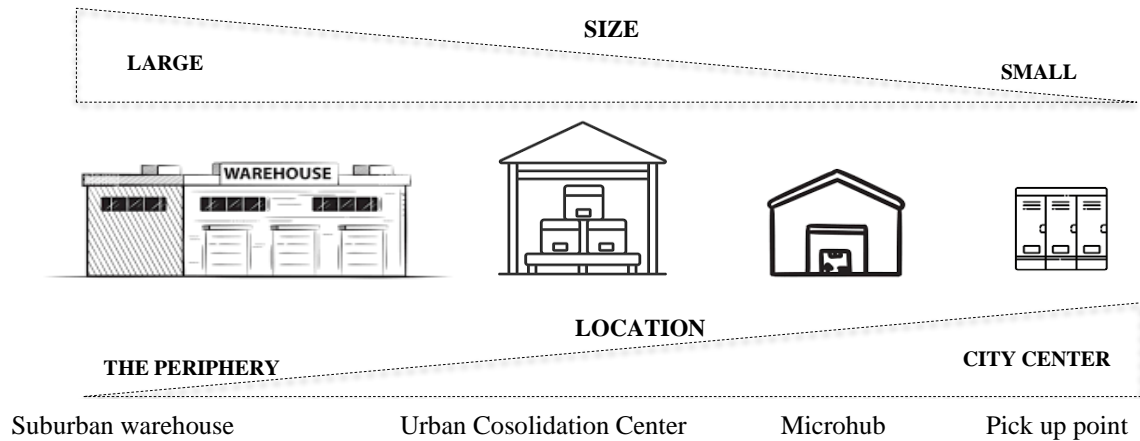 SIZE
LARGE
SMALL
WAREHOUSE
LOCATION
THE PERIPHERY
CITY CENTER
Suburban warehouse
Urban Cosolidation Center
Microhub
Pick up point